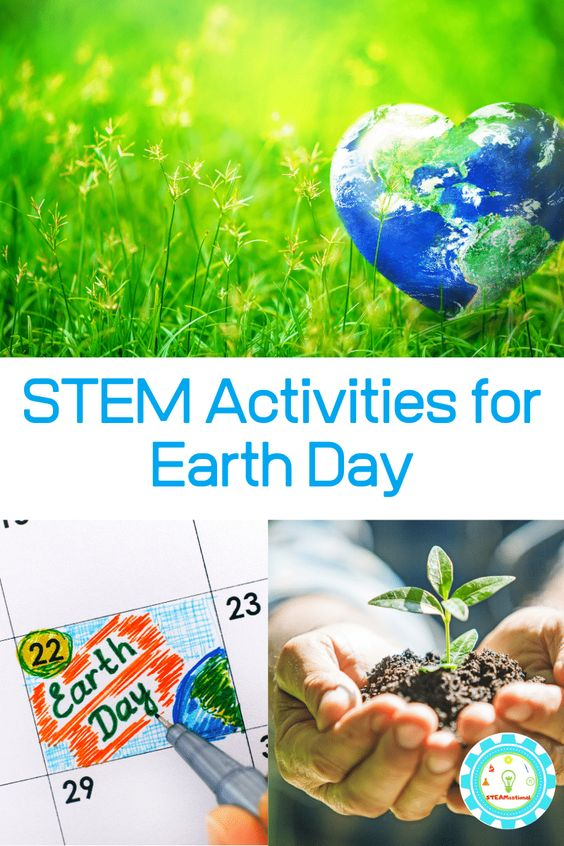 STEM Activities for
Earth Day
22
Earth
Day
23
29
STEAMsational